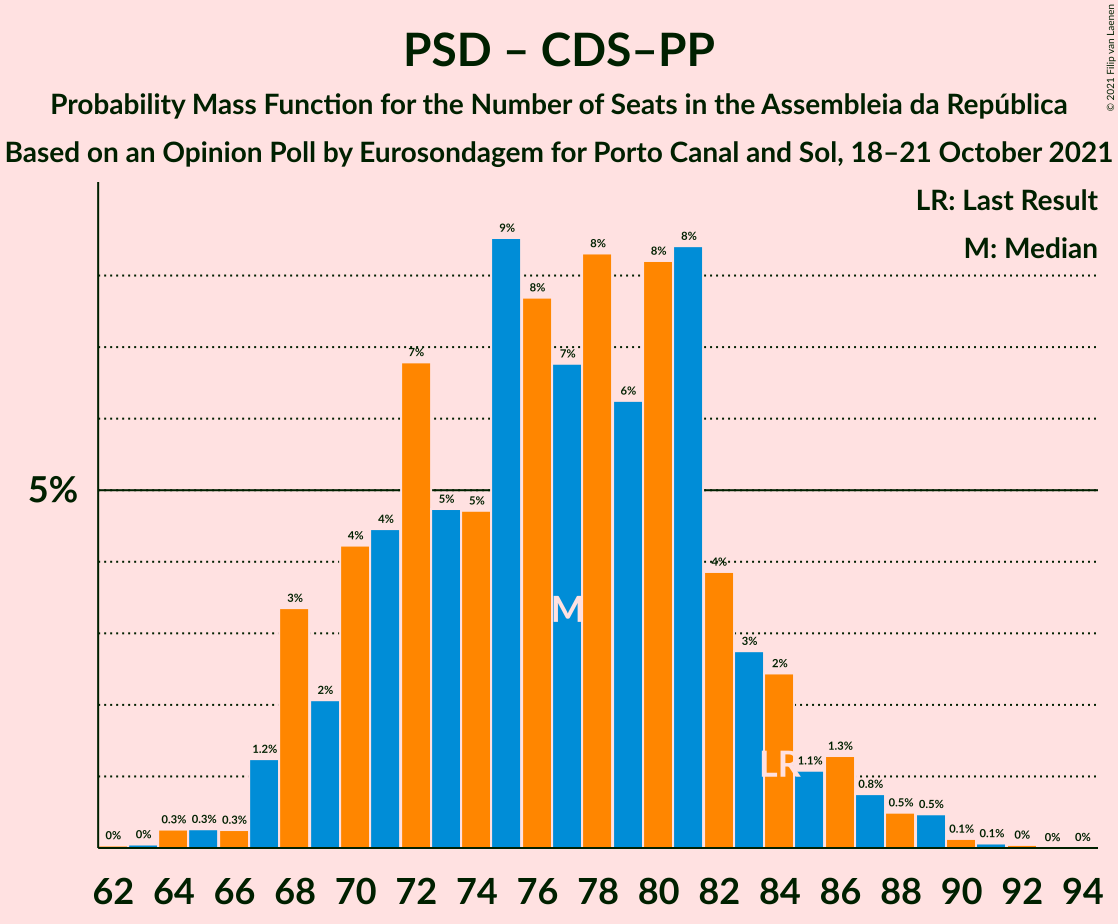 PSD – CDS–PP
Probability Mass Function for the Number of Seats in the Assembleia da República
Based on an Opinion Poll by Eurosondagem for Porto Canal and Sol, 18–21 October 2021
© 2021 Filip van Laenen
LR: Last Result
M: Median
5%
0% 0% 0.3% 0.3% 0.3% 1.2% 3% 2% 4% 4% 7% 5% 5% 9% 8% 7% 8% 6% 8% 8% 4% 3% 2% 1.1% 1.3% 0.8% 0.5% 0.5% 0.1% 0.1% 0% 0% 0%
M
LR
62 64 66 68 70 72 74 76 78 80 82 84 86 88 90 92 94